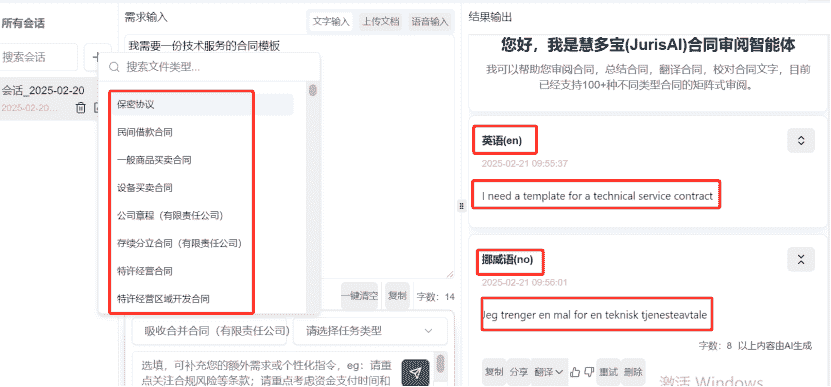 所有会话
搜索会话
会话_2025-02-20
2025-02-20...
需求输入
文字输入
上传文档
语音输入
我需要一份技术服务的合同模板
搜索文件类型...
保密协议
民间借款合同
一般商品买卖合同
设备买卖合同
公司章程（有限责任公司）
存续分立合同（有限责任公司）
特许经营合同
特许经营区域开发合同
一键清空
复制
字数：14
吸收合并合同（有限责任公司）
请选择任务类型
选填，可补充您的额外需求或个性化指令，eg：请重
点关注合规风险等条款；请重点考虑资金支付时间和
结果输出
您好，我是慧多宝(JurisAI)合同审阅智能体
我可以帮助您审阅合同，总结合同，翻译合同，校对合同文字，目前
已经支持100+种不同类型合同的矩阵式审阅。
英语(en)
2025-02-21 09:55:37
I need a template for a technical service contract
挪威语(no)
2025-02-21 09:56:01
Jeg trenger en mal for en teknisk tjenesteavtale
字数：8 以上内容由AI生成
复制
分享
翻译
重试
删除
激活 Windows